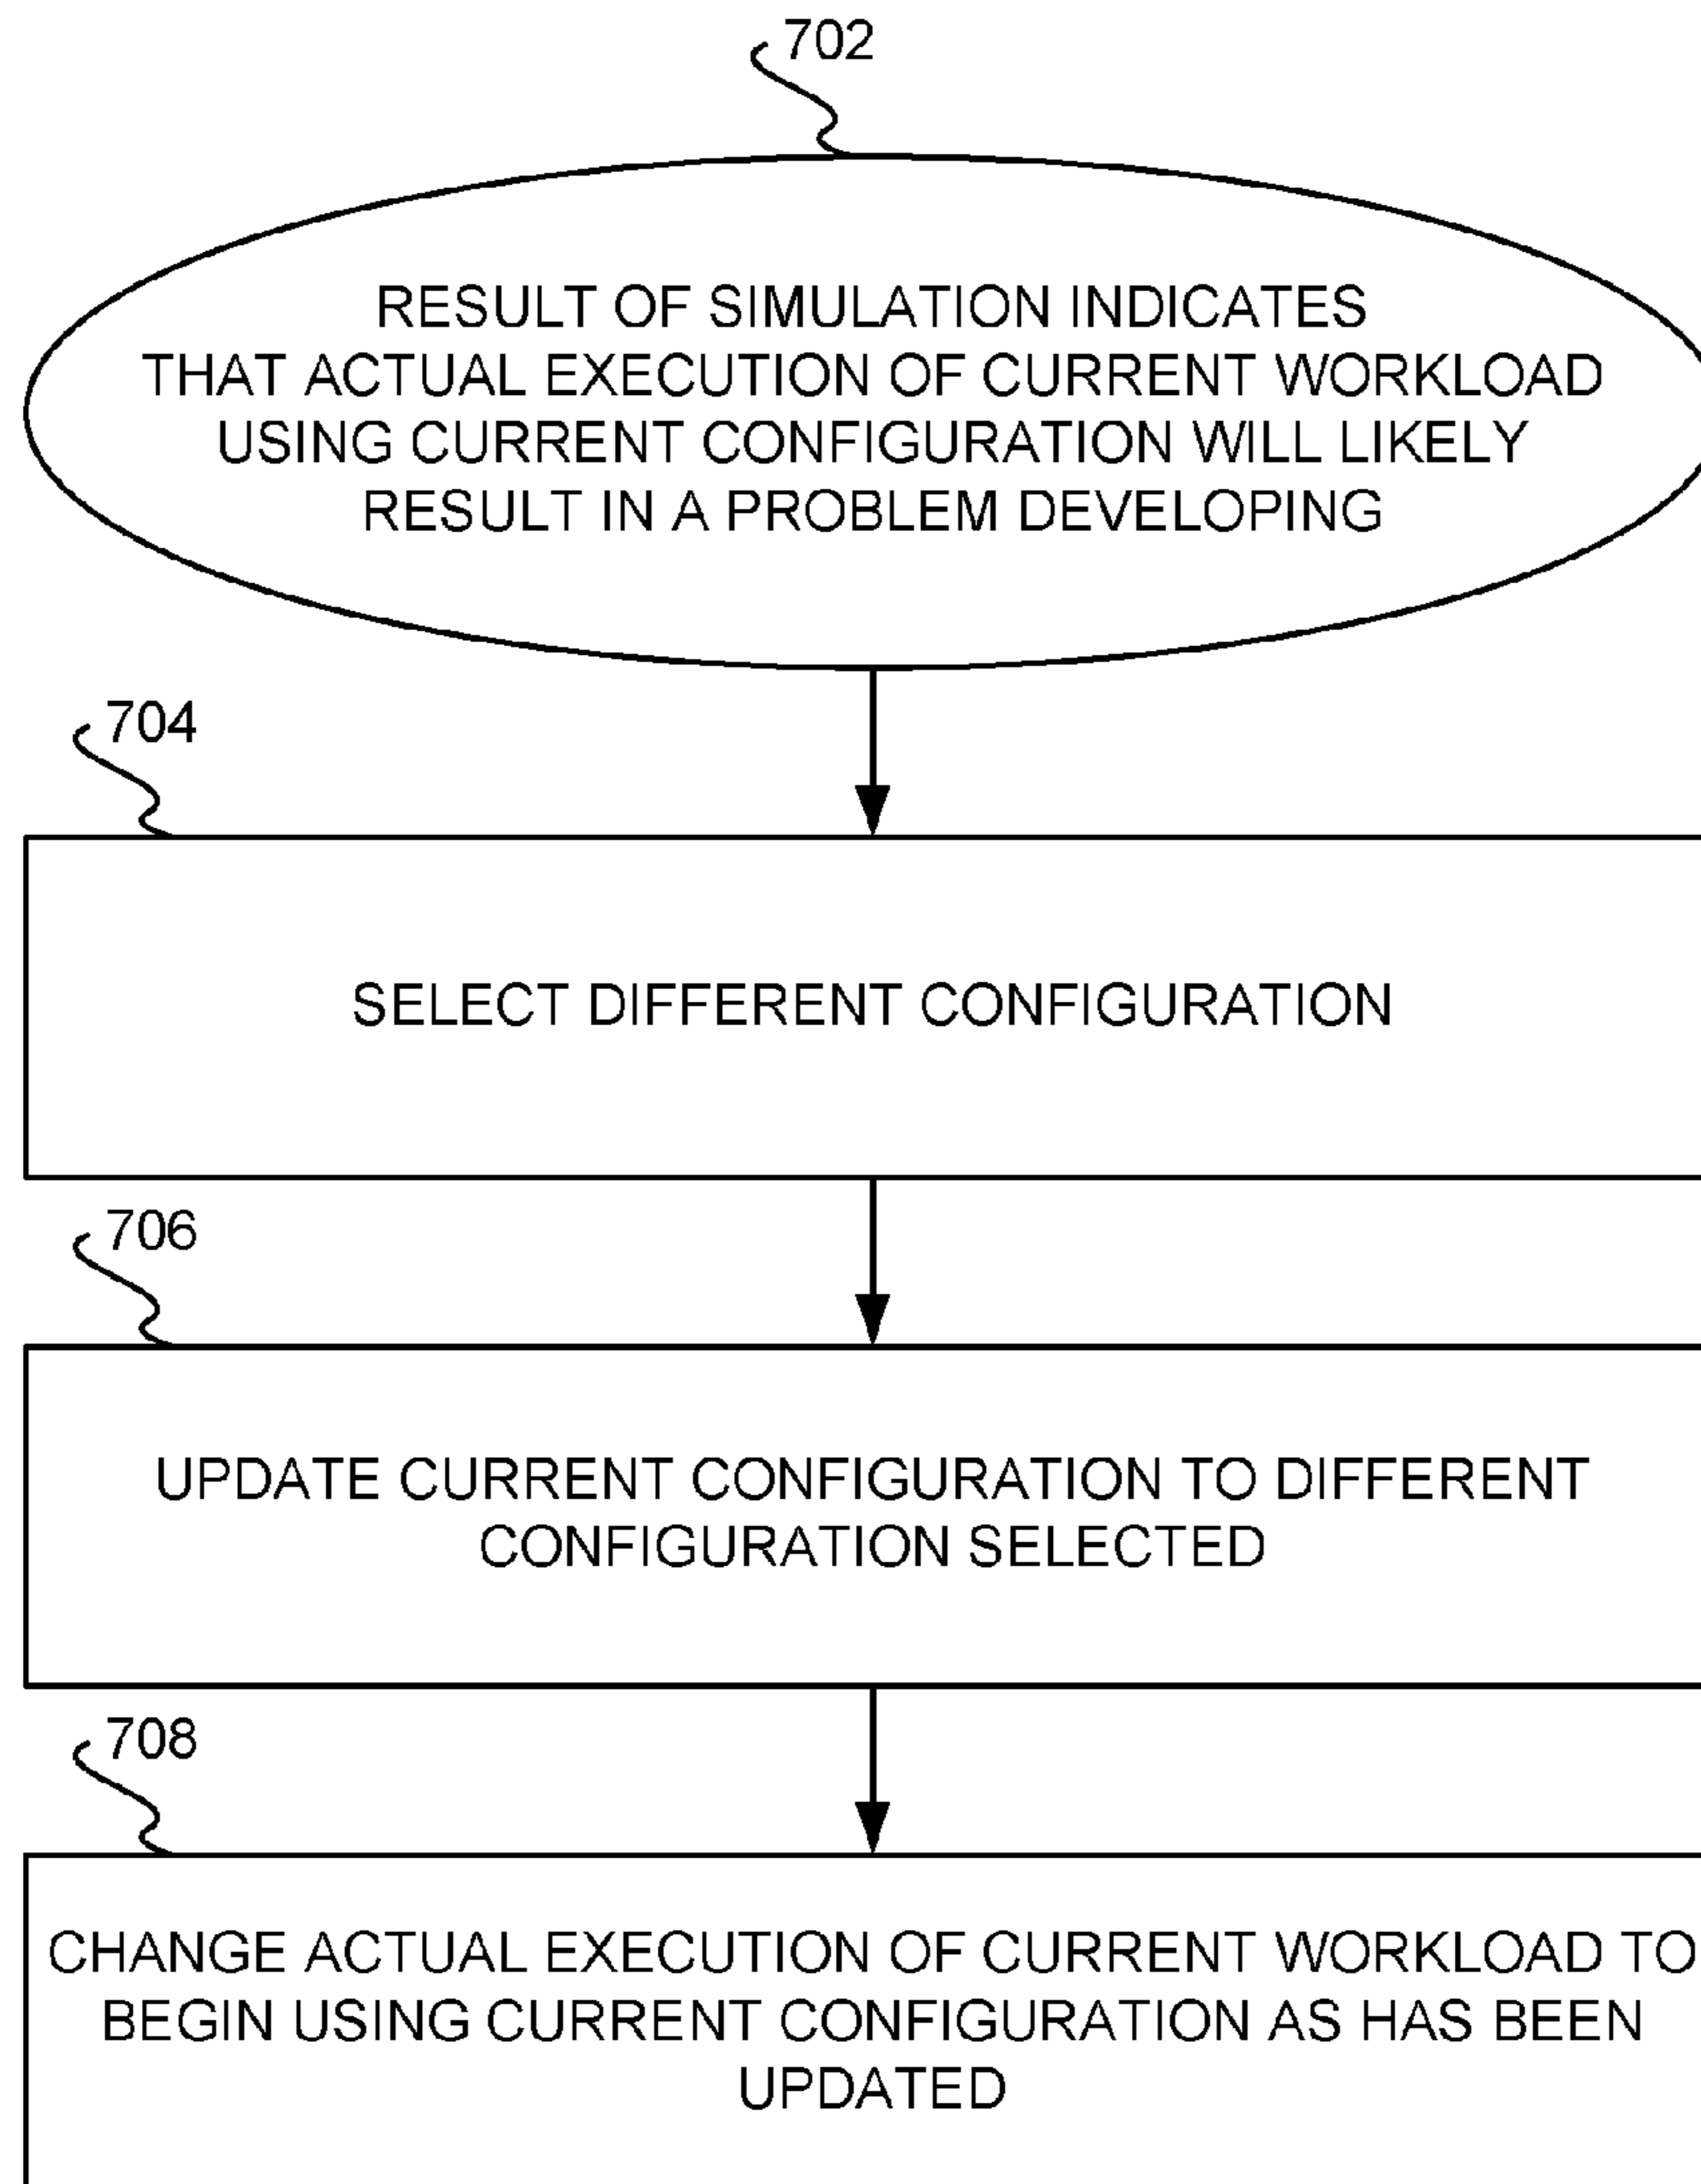 702
RESULT OF SIMULATION INDICATES
THAT ACTUAL EXECUTION OF CURRENT WORKLOAD
USING CURRENT CONFIGURATION WILL LIKELY
RESULT IN A PROBLEM DEVELOPING
704
SELECT DIFFERENT CONFIGURATION
706
UPDATE CURRENT CONFIGURATION TO DIFFERENT
CONFIGURATION SELECTED
708
CHANGE ACTUAL EXECUTION OF CURRENT WORKLOAD TO
BEGIN USING CURRENT CONFIGURATION AS HAS BEEN
UPDATED